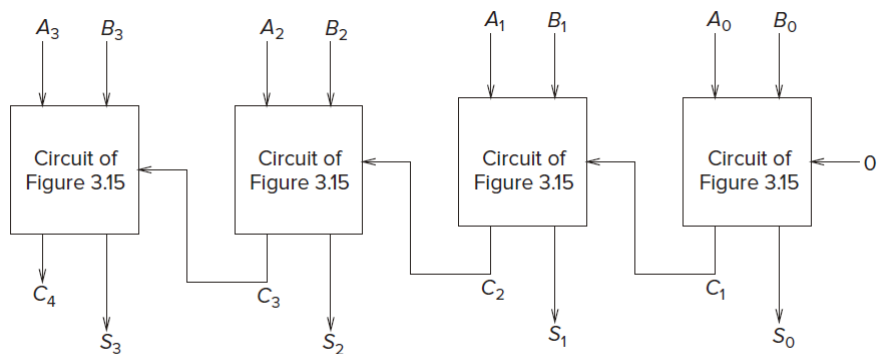 A₃ B₃ A₂ B₂ A₁ B₁ A₀ B₀
Circuit of Figure 3.15
Circuit of Figure 3.15
Circuit of Figure 3.15
Circuit of Figure 3.15
0
C₄ C₃ C₂ C₁
S₃ S₂ S₁ S₀